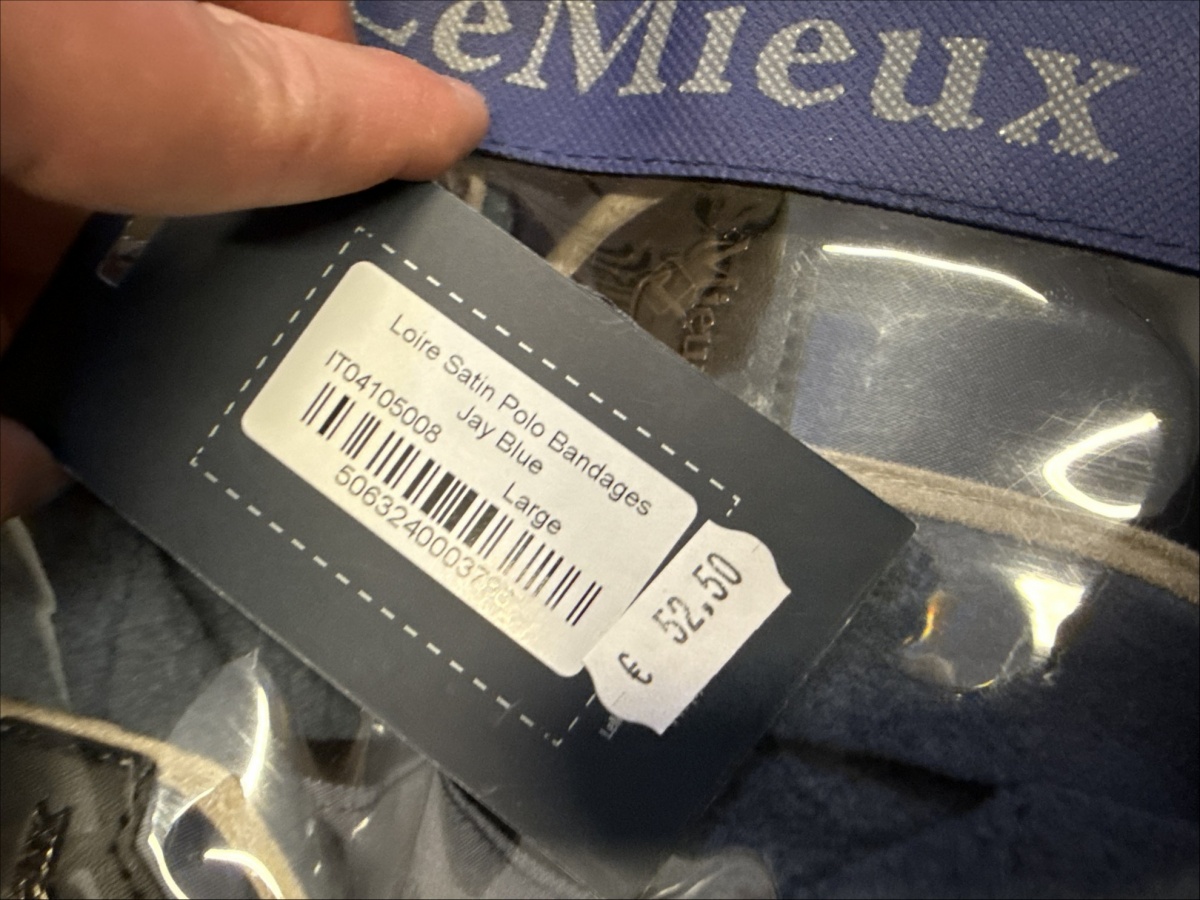 LeMieux
Loire Satin Polo Bandages
Jay Blue
IT04105008
Large
€ 52,50